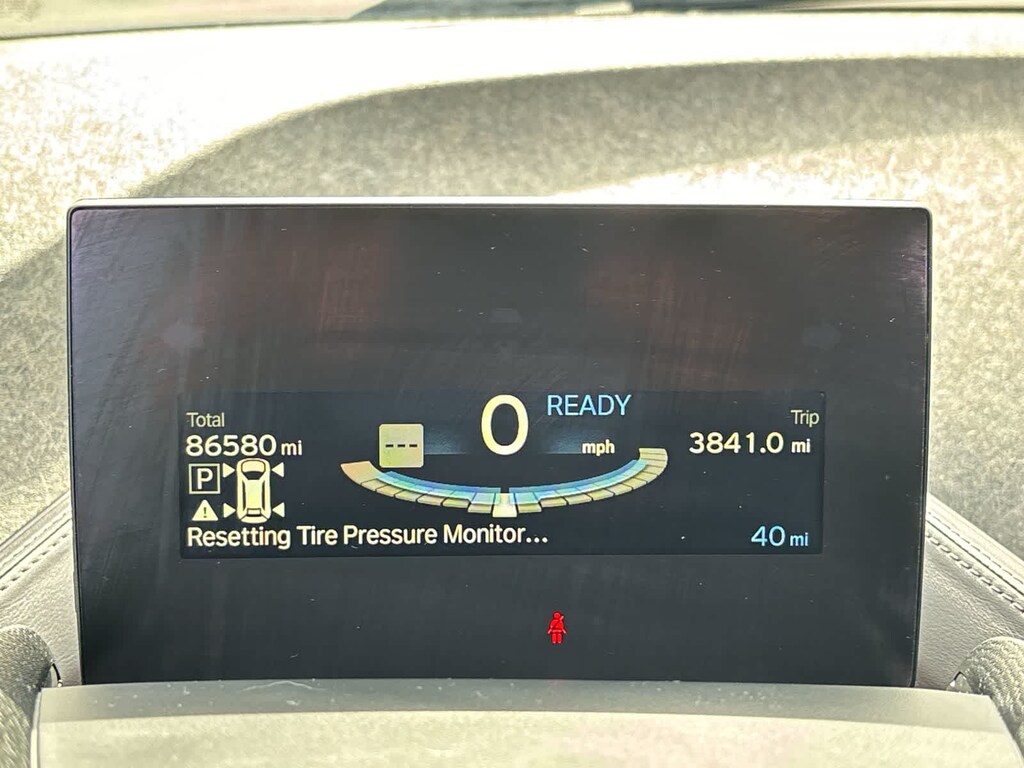 READY
Total
0
Trip
86580 mi
---
mph
3841.0 mi
P
Resetting Tire Pressure Monitor...
40 mi